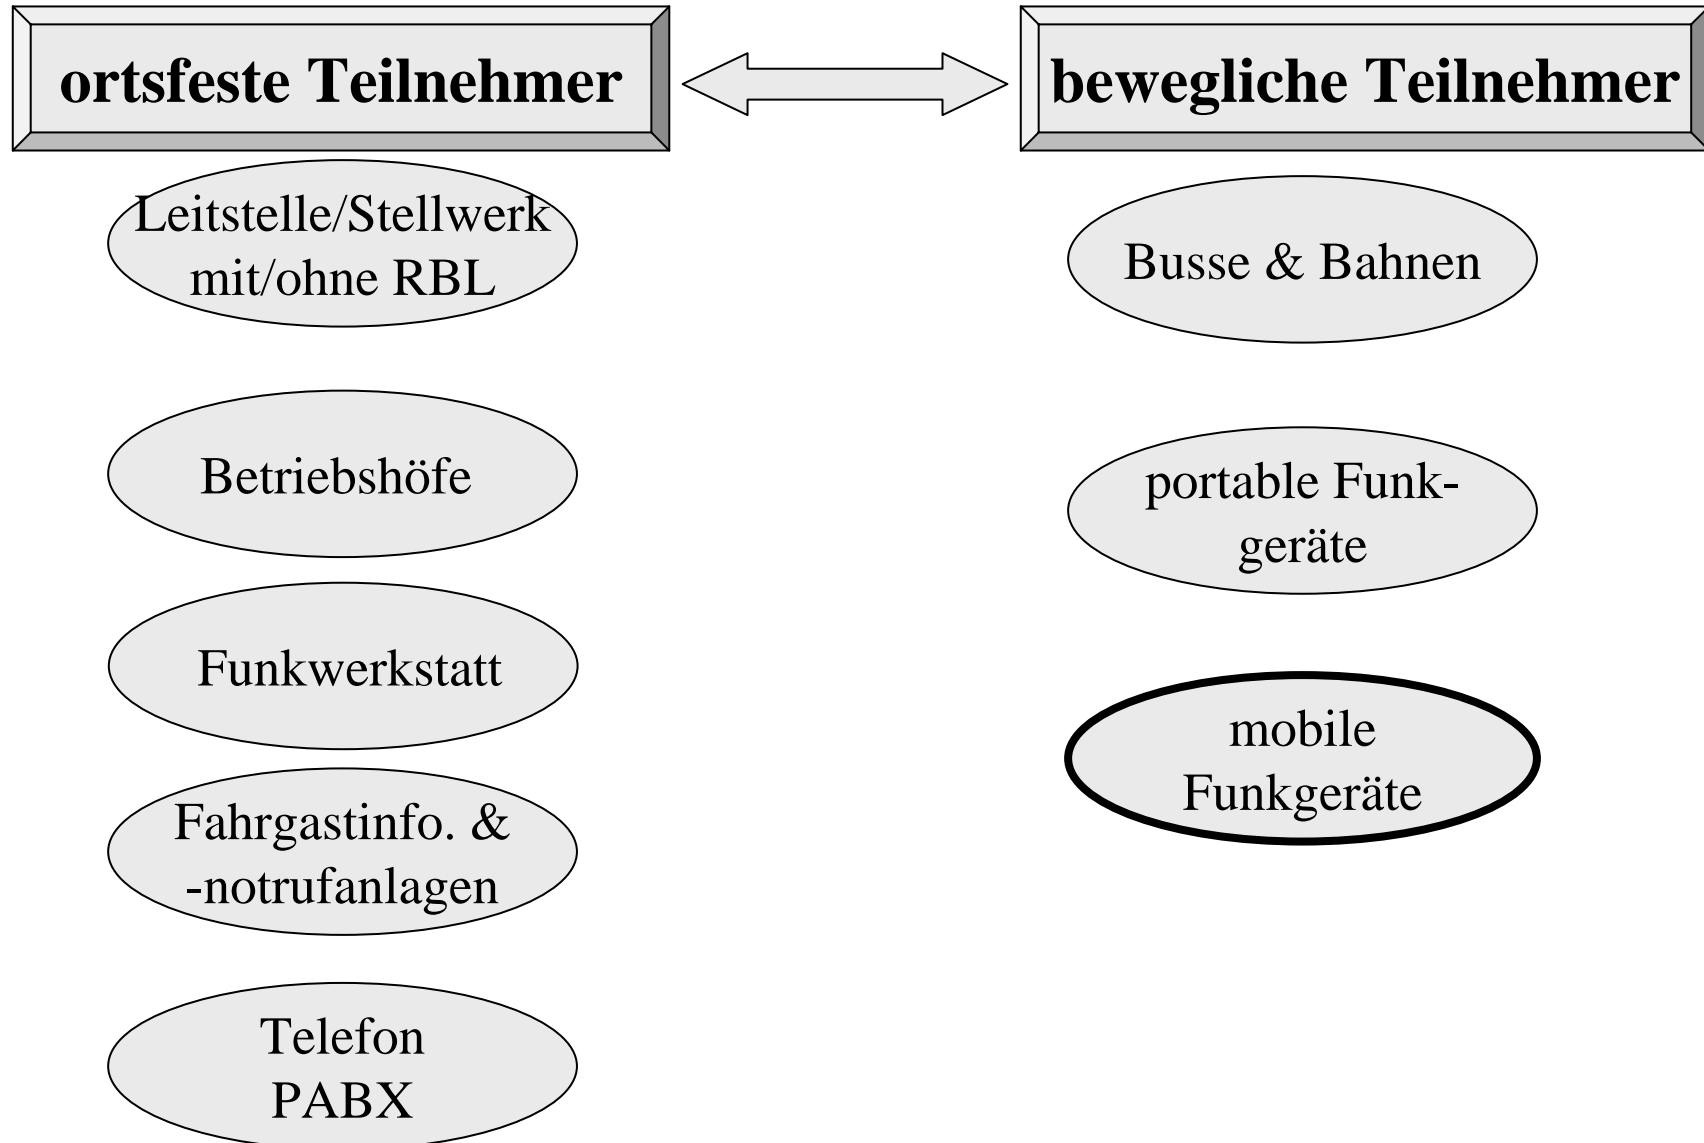 ortsfeste Teilnehmer
bewegliche Teilnehmer
Leitstelle/Stellwerk
mit/ohne RBL
Betriebshöfe
Funkwerkstatt
Fahrgastinfo. &
-notrufanlagen
Telefon
PABX
Busse & Bahnen
portable Funk-
geräte
mobile
Funkgeräte